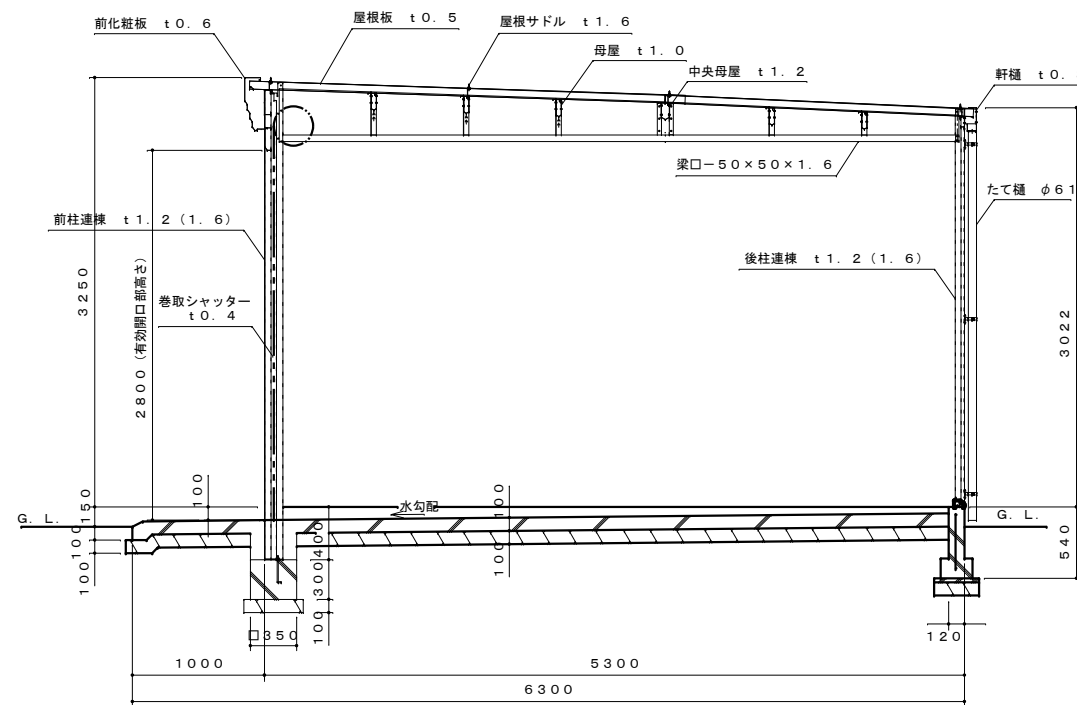 前化粧板　ｔ０．６
屋根板　ｔ０．５
屋根サドル　ｔ１．６
母屋　ｔ１．０
中央母屋　ｔ１．２
軒樋　ｔ０．
梁口－５０×５０×１．６
たて樋　φ６１
前柱連棟　ｔ１．２（１．６）
後柱連棟　ｔ１．２（１．６）
巻取シャッター
ｔ０．４
３２５０
２８００（有効開口部高さ）
３０２２
１５０
１００
１００
１００
Ｇ．Ｌ．
水勾配
１００
１００
４００
３００
１００
Ｇ．Ｌ．
５４０
□３５０
１２０
１０００
５３００
６３００